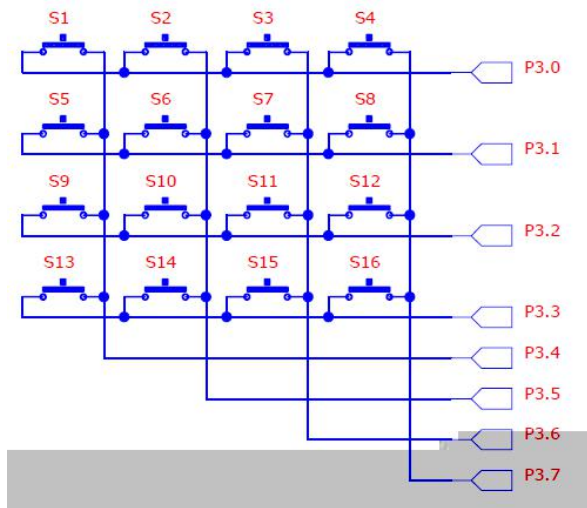 S1 S2 S3 S4
P3.0
S5 S6 S7 S8
P3.1
S9 S10 S11 S12
P3.2
S13 S14 S15 S16
P3.3
P3.4
P3.5
P3.6
P3.7